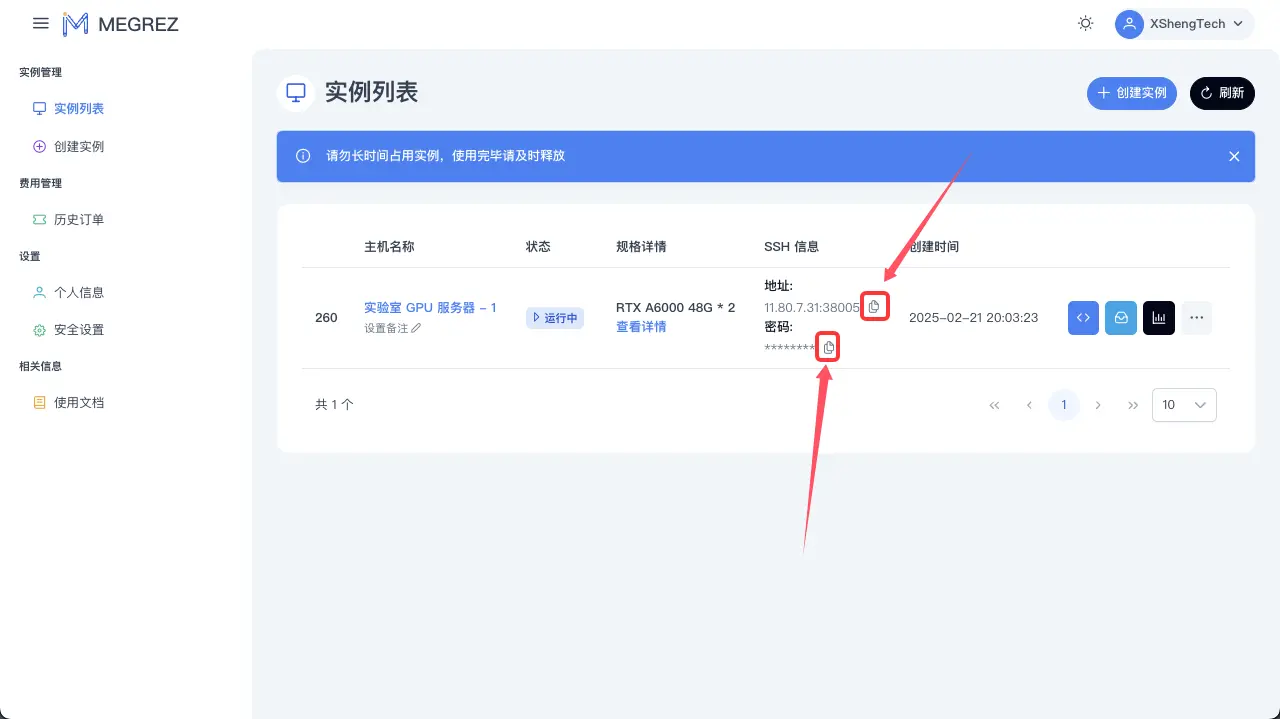 MEGREZ
XShengTech
实例管理
实例列表
创建实例
费用管理
历史订单
设置
个人信息
安全设置
相关信息
使用文档
实例列表
创建实例
刷新
请勿长时间占用实例，使用完毕请及时释放
主机名称 状态 规格详情 SSH 信息 创建时间
260
实验室 GPU 服务器 - 1
设置备注
运行中
RTX A6000 48G * 2
查看详情
地址:
11.80.7.31:38005
密码:
********
2025-02-21 20:03:23
共 1 个
1
10